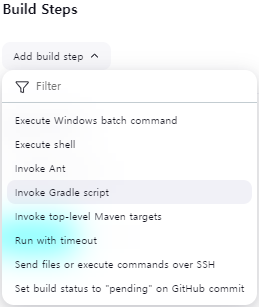 Build Steps
Add build step
Filter
Execute Windows batch command
Execute shell
Invoke Ant
Invoke Gradle script
Invoke top-level Maven targets
Run with timeout
Send files or execute commands over SSH
Set build status to "pending" on GitHub commit